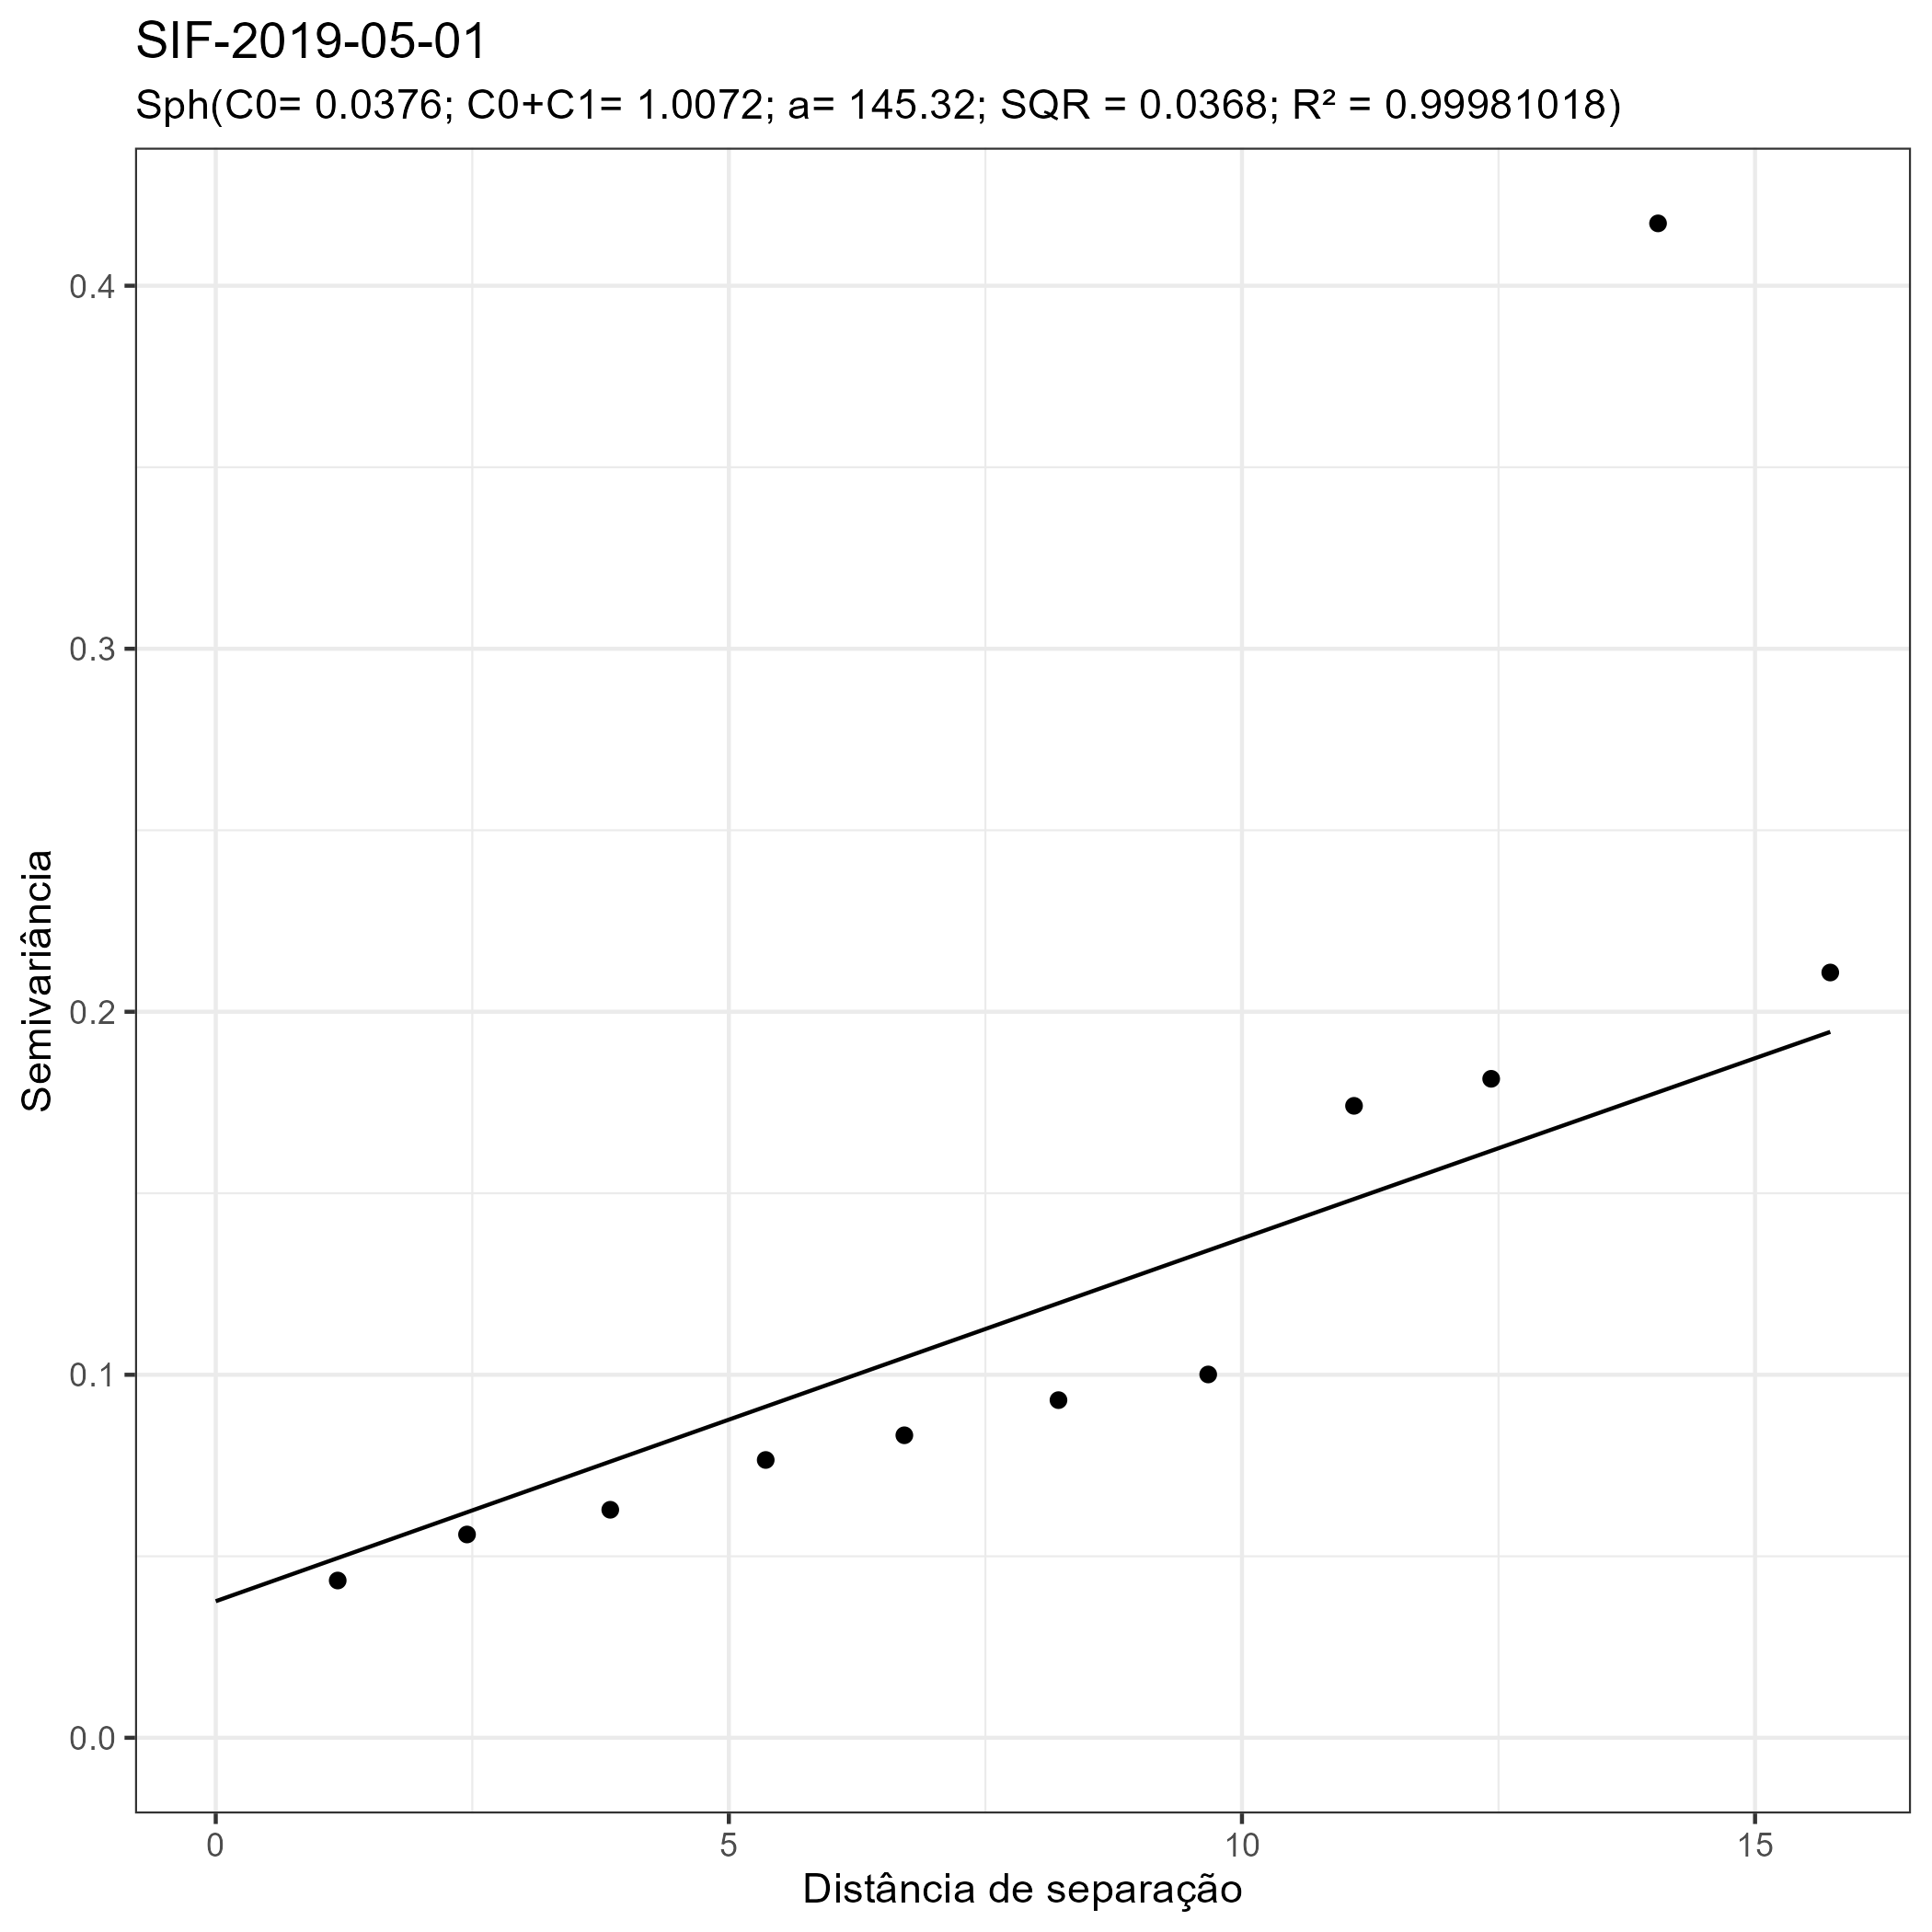 SIF-2019-05-01
Sph(C0= 0.0376; C0+C1= 1.0072; a= 145.32; SQR = 0.0368; R² = 0.99981018)
0.4
0.3
0.2
0.1
0.0
Semivariância
0 5 10 15
Distância de separação